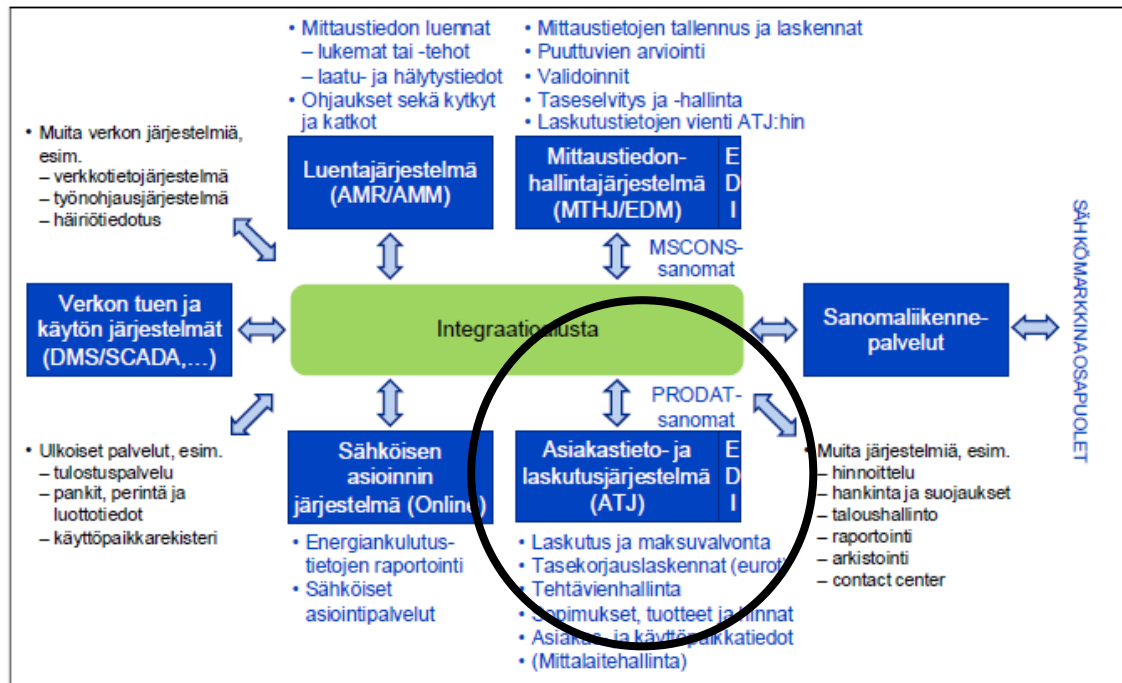 • Mittaustiedon luennat
– lukemat tai -tehot
– laatu- ja hälytystiedot
• Ohjaukset sekä kytkyt
ja katkot
• Mittaustietojen tallennus ja laskennat
• Puuttuvien arviointi
• Validoinnit
• Taseselvitys ja -hallinta
• Laskutustietojen vienti ATJ:hin
• Muita verkon järjestelmiä,
esim.
– verkkotietojärjestelmä
– työnohjausjärjestelmä
– häiriötiedotus
Luentajärjestelmä
(AMR/AMM)
Mittaustiedon-
hallintajärjestelmä
(MTHJ/EDM)
E
D
I
MSCONS-
sanomat
Verkon tuen ja
käytön järjestelmät
(DMS/SCADA,…)
Integraatioalusta
Sanomaliikenne-
palvelut
SÄHKÖMARKKINAOSAPUOLET
PRODAT-
sanomat
• Ulkoiset palvelut, esim.
– tulostuspalvelu
– pankit, perintä ja
luottotiedot
– käyttöpaikkarekisteri
Sähköisen
asioinnin
järjestelmä (Online)
Asiakastieto- ja
laskutusjärjestelmä
(ATJ)
E
D
I
• Muita järjestelmiä, esim.
– hinnoittelu
– hankinta ja suojaukset
– taloushallinto
– raportointi
– arkistointi
– contact center
• Energiankulutus-
tietojen raportointi
• Sähköiset
asiointipalvelut
• Laskutus ja maksuvalvonta
• Tasekorjauslaskennat (eurot)
• Tehtävienhallinta
• Sopimukset, tuotteet ja hinnat
• Asiakas- ja käyttöpaikkatiedot
• (Mittalaitehallinta)